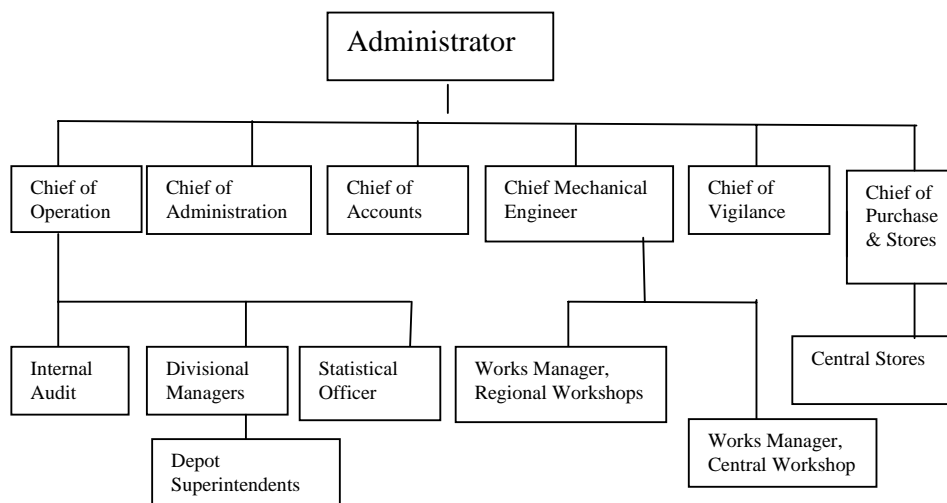 Administrator
Chief of
Operation
Chief of
Administration
Chief of
Accounts
Chief Mechanical
Engineer
Chief of
Vigilance
Chief of
Purchase
& Stores
Internal
Audit
Divisional
Managers
Statistical
Officer
Works Manager,
Regional Workshops
Central Stores
Depot
Superintendents
Works Manager,
Central Workshop